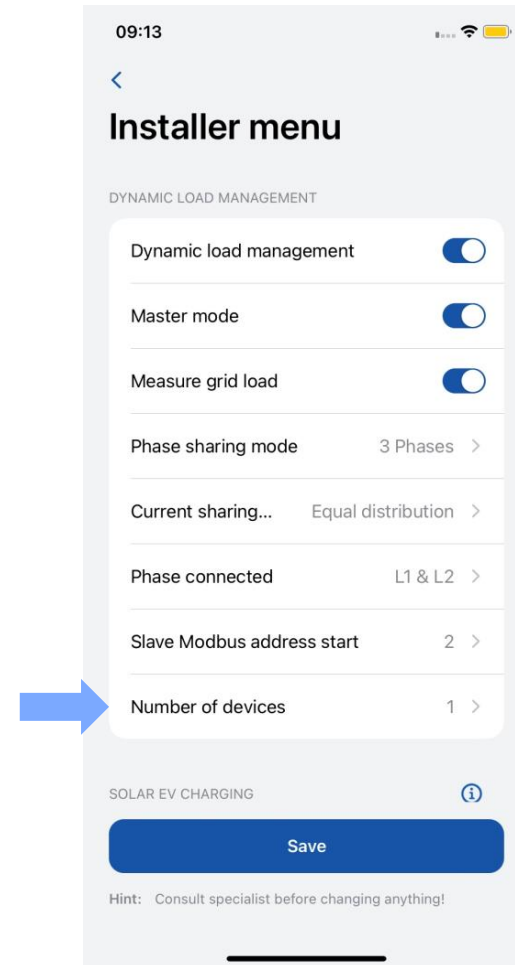 09:13
Installer menu
DYNAMIC LOAD MANAGEMENT
Dynamic load management
Master mode
Measure grid load
Phase sharing mode 3 Phases
Current sharing... Equal distribution
Phase connected L1 & L2
Slave Modbus address start 2
Number of devices 1
SOLAR EV CHARGING
Save
Hint: Consult specialist before changing anything!